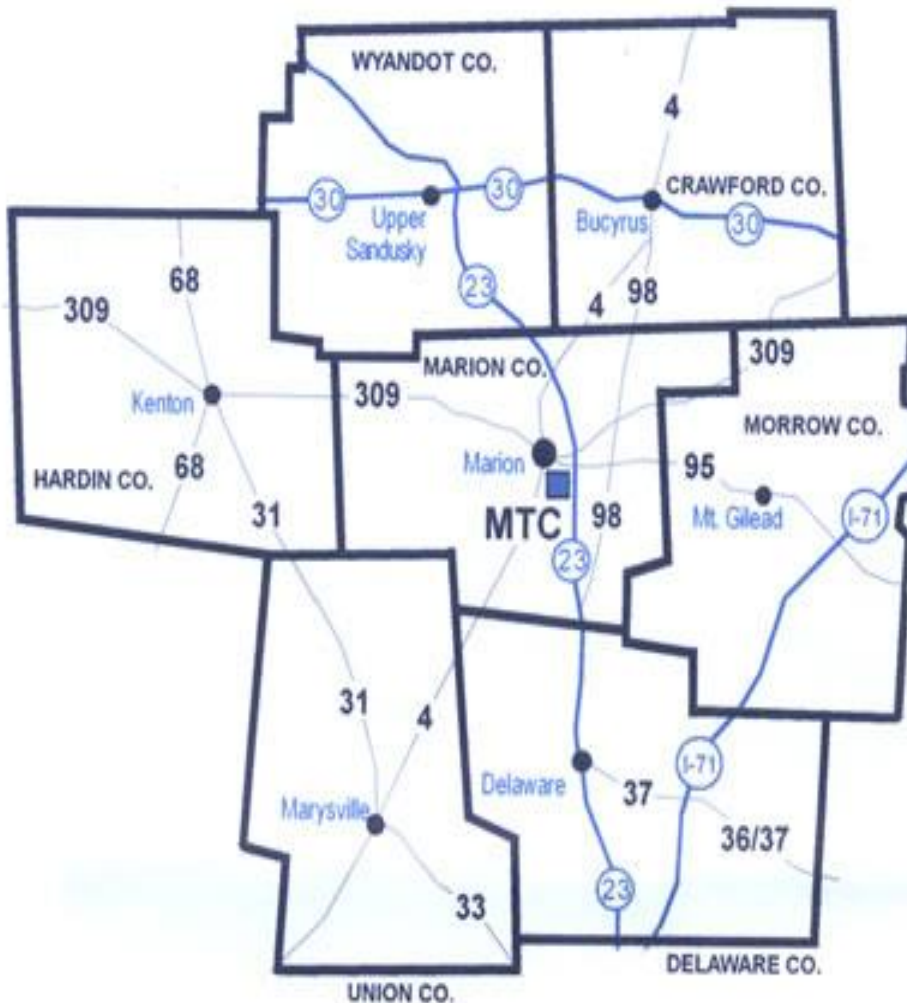 WYANDOT CO.
4
CRAWFORD CO.
30
30
Upper
Sandusky
Bucyrus
30
68
23
98
4
309
MARION CO.
309
309
Kenton
MORROW CO.
68
Marion
95
HARDIN CO.
Mt. Gilead
31
MTC
98
I-71
23
31
4
Delaware
I-71
37
Marysville
36/37
23
33
DELAWARE CO.
UNION CO.